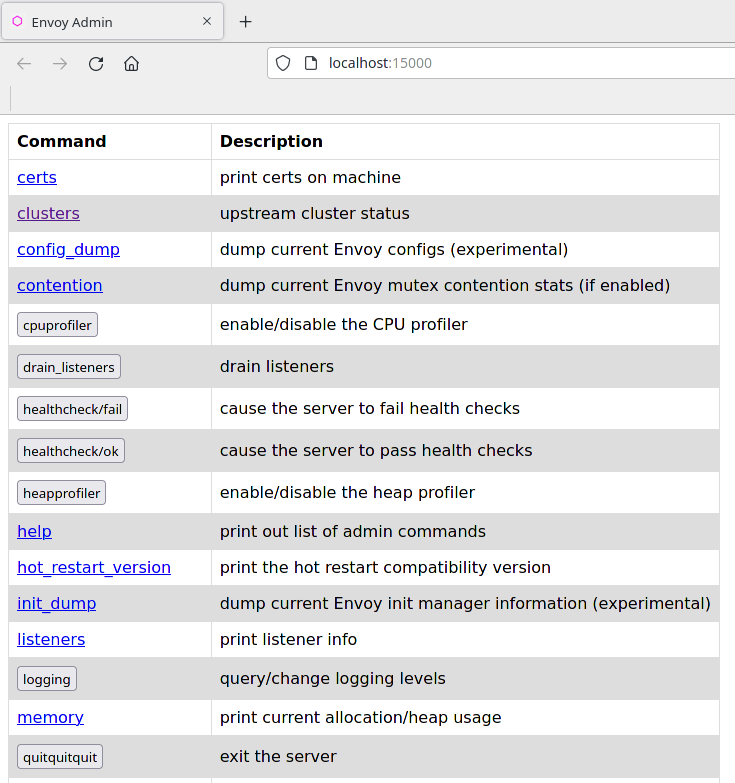 Envoy Admin
localhost:15000
Command Description
certs print certs on machine
clusters upstream cluster status
config_dump dump current Envoy configs (experimental)
contention dump current Envoy mutex contention stats (if enabled)
cpuprofiler enable/disable the CPU profiler
drain_listeners drain listeners
healthcheck/fail cause the server to fail health checks
healthcheck/ok cause the server to pass health checks
heapprofiler enable/disable the heap profiler
help print out list of admin commands
hot_restart_version print the hot restart compatibility version
init_dump dump current Envoy init manager information (experimental)
listeners print listener info
logging query/change logging levels
memory print current allocation/heap usage
quitquitquit exit the server